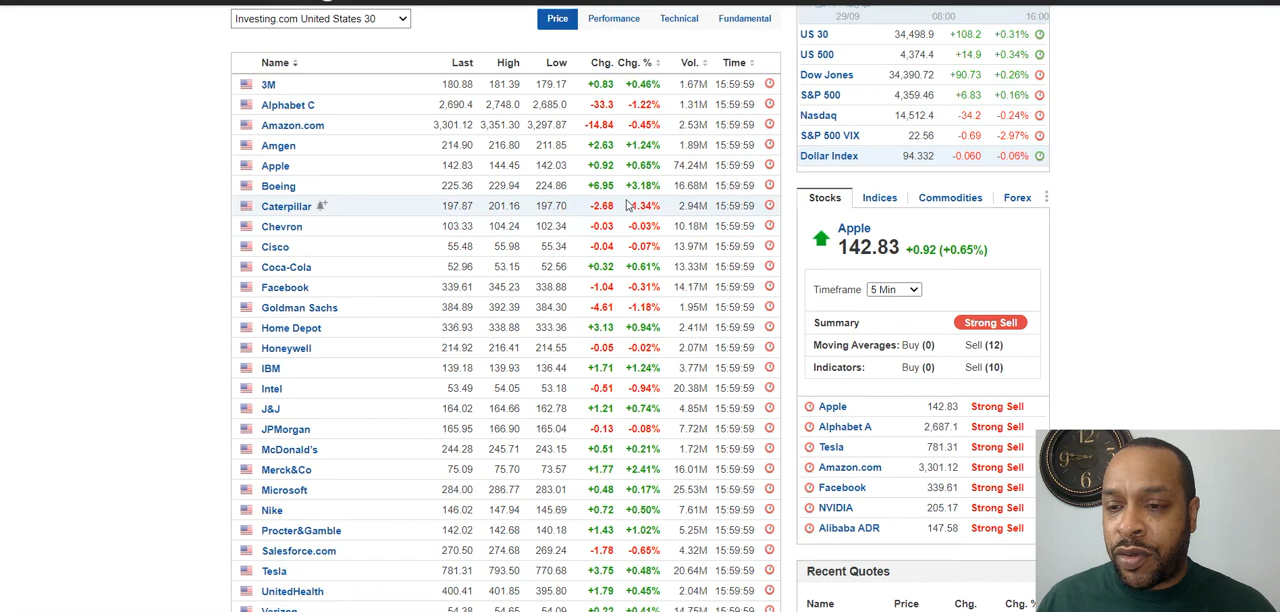 Investing.com United States 30
Price Performance Technical Fundamental
Name Last High Low Chg. Chg. % Vol. Time
3M 180.88 181.39 179.17 +0.83 +0.46% 1.67M 15:59:59
Alphabet C 2,690.4 2,748.0 2,685.0 -33.3 -1.22% 1.31M 15:59:59
Amazon.com 3,301.12 3,351.30 3,297.87 -14.84 -0.45% 2.53M 15:59:59
Amgen 214.90 216.80 211.85 +2.63 +1.24% 1.89M 15:59:59
Apple 142.83 144.45 142.03 +0.92 +0.65% 7.24M 15:59:59
Boeing 225.36 229.94 224.86 +6.95 +3.18% 16.68M 15:59:59
Caterpillar 197.87 201.16 197.70 -2.68 1.34% 2.94M 15:59:59
Chevron 103.33 104.24 102.34 -0.03 -0.03% 10.18M 15:59:59
Cisco 55.48 55.98 55.34 -0.04 -0.07% 13.97M 15:59:59
Coca-Cola 52.96 53.15 52.56 +0.32 +0.61% 13.33M 15:59:59
Facebook 339.61 345.23 338.88 -1.04 -0.31% 14.17M 15:59:59
Goldman Sachs 384.89 392.39 384.30 -4.61 -1.18% 1.95M 15:59:59
Home Depot 336.93 338.88 333.36 +3.13 +0.94% 2.41M 15:59:59
Honeywell 214.92 216.41 214.55 -0.05 -0.02% 2.07M 15:59:59
IBM 139.18 139.93 136.44 +1.71 +1.24% 3.77M 15:59:59
Intel 53.49 54.05 53.18 -0.51 -0.94% 20.38M 15:59:59
J&J 164.02 164.66 162.78 +1.21 +0.74% 4.85M 15:59:59
JPMorgan 165.95 166.90 165.04 -0.13 -0.08% 7.72M 15:59:59
McDonald's 244.28 245.71 243.15 +0.51 +0.21% 1.72M 15:59:59
Merck&Co 75.09 75.70 73.57 +1.77 +2.41% 16.01M 15:59:59
Microsoft 284.00 286.77 283.01 +0.48 +0.17% 25.53M 15:59:59
Nike 146.02 147.94 145.69 +0.72 +0.50% 7.61M 15:59:59
Procter&Gamble 142.02 142.08 140.18 +1.43 +1.02% 5.25M 15:59:59
Salesforce.com 270.50 274.68 269.24 -1.78 -0.65% 4.32M 15:59:59
Tesla 781.31 793.50 770.68 +3.75 +0.48% 20.64M 15:59:59
UnitedHealth 400.41 401.85 395.80 +1.79 +0.45% 2.04M 15:59:59
Verizon 54.38 54.65 54.09 +0.22 +0.41% 14.75M 15:59:59
29/09 08:00 16:00
US 30 34,498.9 +108.2 +0.31%
US 500 4,374.4 +14.9 +0.34%
Dow Jones 34,390.72 +90.73 +0.26%
S&P 500 4,359.46 +6.83 +0.16%
Nasdaq 14,512.4 -34.2 -0.24%
S&P 500 VIX 22.56 -0.69 -2.97%
Dollar Index 94.332 -0.060 -0.06%
Stocks Indices Commodities Forex
Apple
142.83 +0.92 (+0.65%)
Timeframe 5 Min
Summary Strong Sell
Moving Averages: Buy (0) Sell (12)
Indicators: Buy (0) Sell (10)
Apple 142.83 Strong Sell
Alphabet A 2,687.1 Strong Sell
Tesla 781.31 Strong Sell
Amazon.com 3,301.12 Strong Sell
Facebook 339.61 Strong Sell
NVIDIA 205.17 Strong Sell
Alibaba ADR 147.58 Strong Sell
Recent Quotes
Name Price Chg. Chg. %